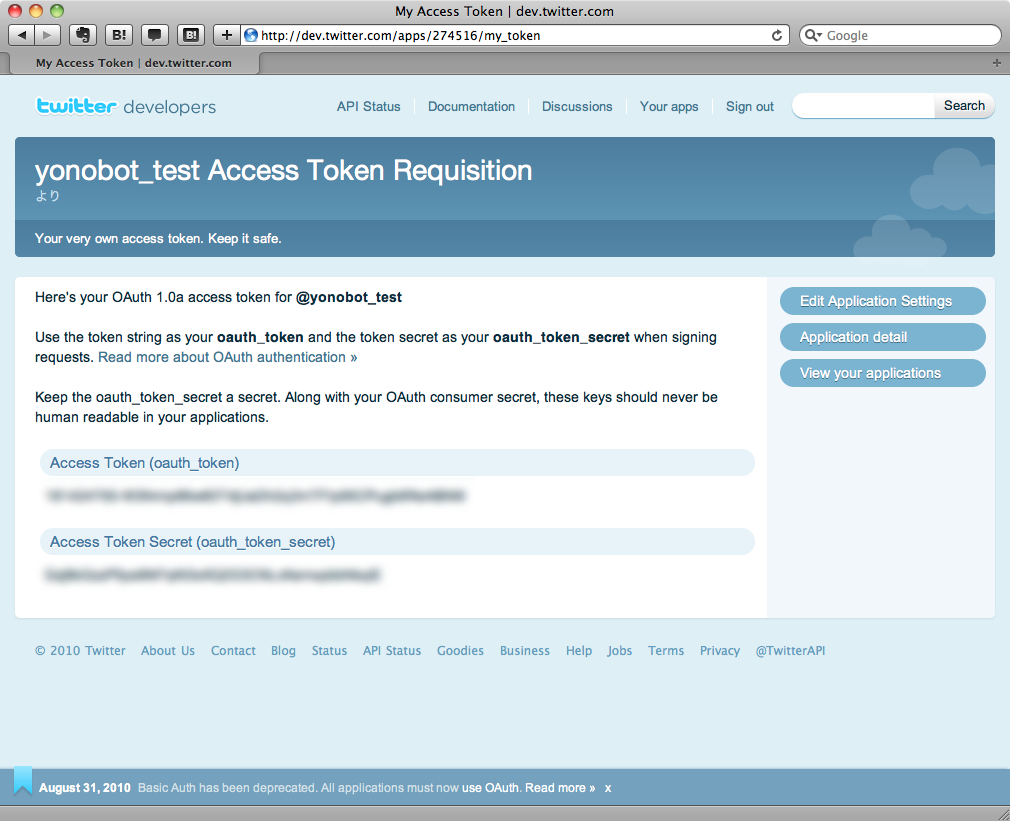 My Access Token | dev.twitter.com
B! B!
http://dev.twitter.com/apps/274516/my_token
Google
My Access Token | dev.twitter.com
twitter developers
API Status Documentation Discussions Your apps Sign out Search
yonobot_test Access Token Requisition
より
Your very own access token. Keep it safe.
Here's your OAuth 1.0a access token for @yonobot_test
Use the token string as your oauth_token and the token secret as your oauth_token_secret when signing
requests. Read more about OAuth authentication »
Keep the oauth_token_secret a secret. Along with your OAuth consumer secret, these keys should never be
human readable in your applications.
Access Token (oauth_token)
Access Token Secret (oauth_token_secret)
Edit Application Settings
Application detail
View your applications
© 2010 Twitter About Us Contact Blog Status API Status Goodies Business Help Jobs Terms Privacy @TwitterAPI
August 31, 2010 Basic Auth has been deprecated. All applications must now use OAuth. Read more » x